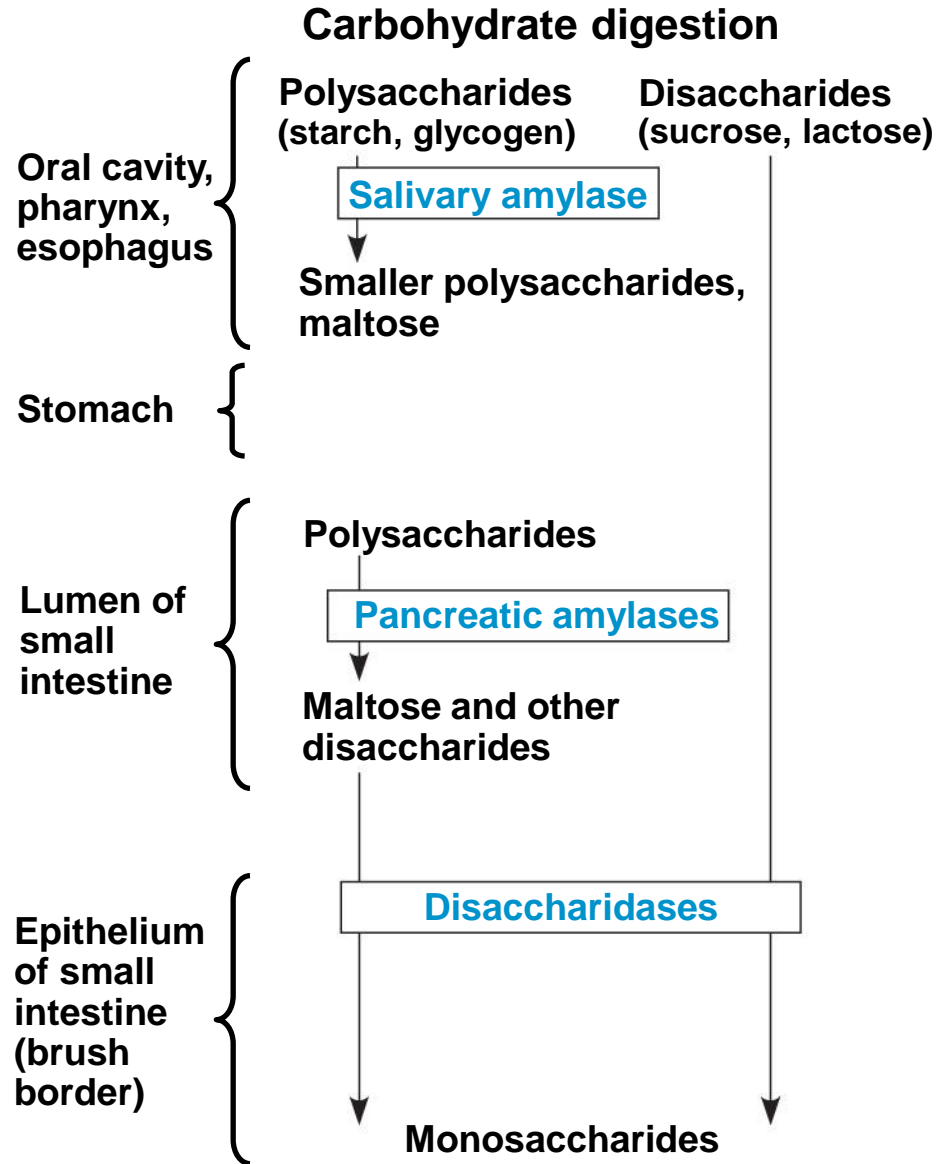 Carbohydrate digestion
Polysaccharides
(starch, glycogen)
Disaccharides
(sucrose, lactose)
Oral cavity,
pharynx,
esophagus
Salivary amylase
Smaller polysaccharides,
maltose
Stomach
Lumen of
small
intestine
Polysaccharides
Pancreatic amylases
Maltose and other
disaccharides
Epithelium
of small
intestine
(brush
border)
Disaccharidases
Monosaccharides